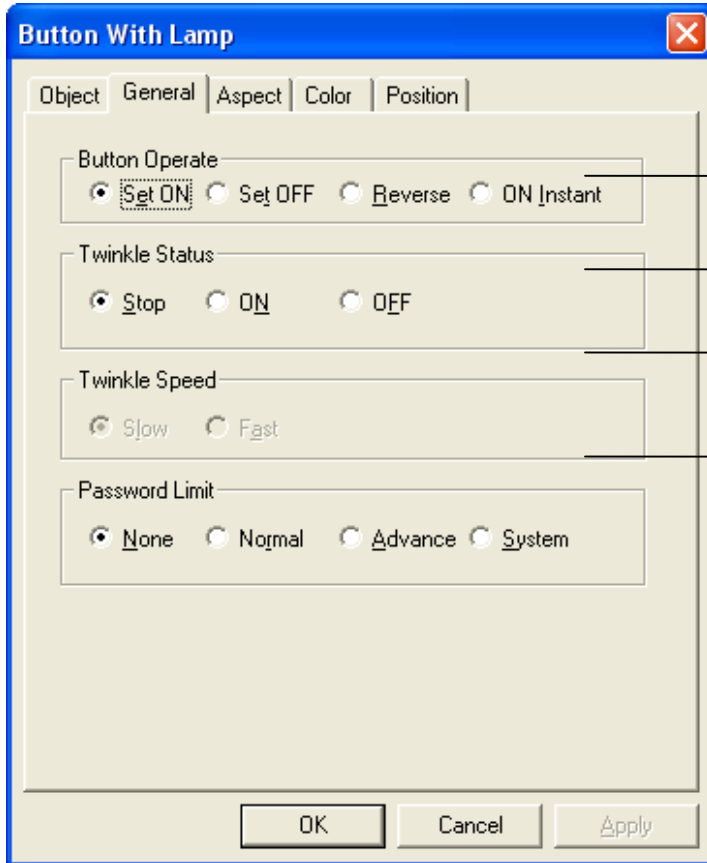 Button With Lamp
Object General Aspect Color Position
Button Operate
Set ON Set OFF Reverse ON Instant
Twinkle Status
Stop ON OFF
Twinkle Speed
Slow Fast
Password Limit
None Normal Advance System
OK Cancel Apply